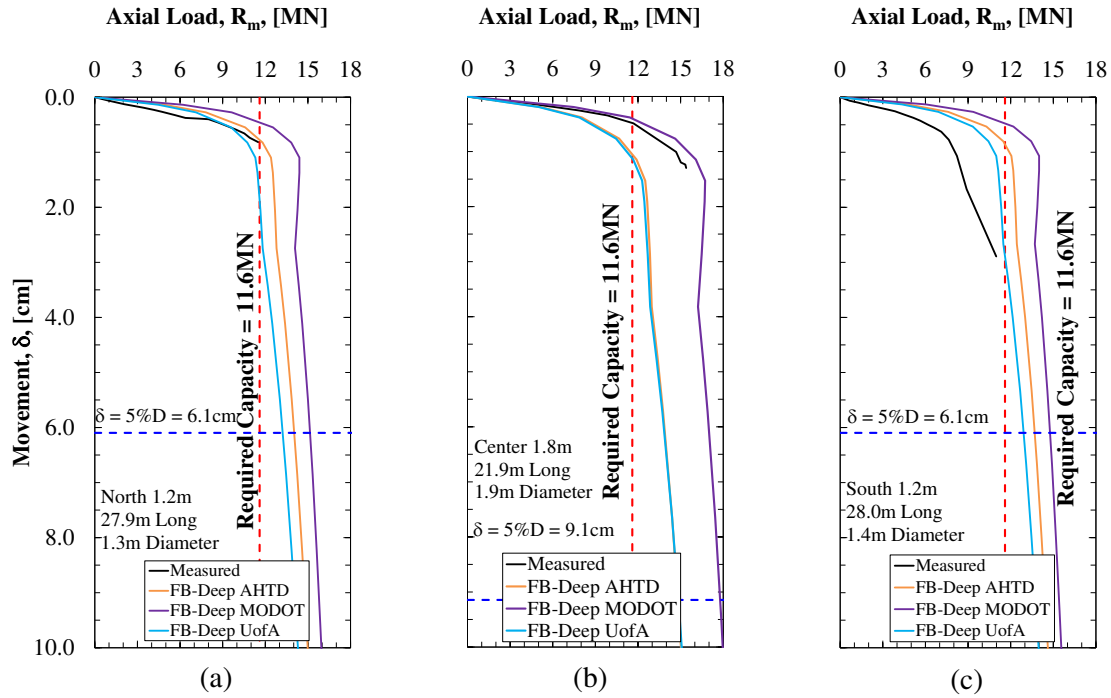 Axial Load, Rm, [MN]
0 3 6 9 12 15 18
0.0
2.0
4.0
6.0
8.0
10.0
Movement, δ, [cm]
Required Capacity = 11.6MN
δ = 5%D = 6.1cm
North 1.2m
27.9m Long
1.3m Diameter
Measured
FB-Deep AHTD
FB-Deep MODOT
FB-Deep UofA
(a)
Axial Load, Rm, [MN]
0 3 6 9 12 15 18
Required Capacity = 11.6MN
Center 1.8m
21.9m Long
1.9m Diameter
δ = 5%D = 9.1cm
Measured
FB-Deep AHTD
FB-Deep MODOT
FB-Deep UofA
(b)
Axial Load, Rm, [MN]
0 3 6 9 12 15 18
Required Capacity = 11.6MN
δ = 5%D = 6.1cm
South 1.2m
28.0m Long
1.4m Diameter
Measured
FB-Deep AHTD
FB-Deep MODOT
FB-Deep UofA
(c)